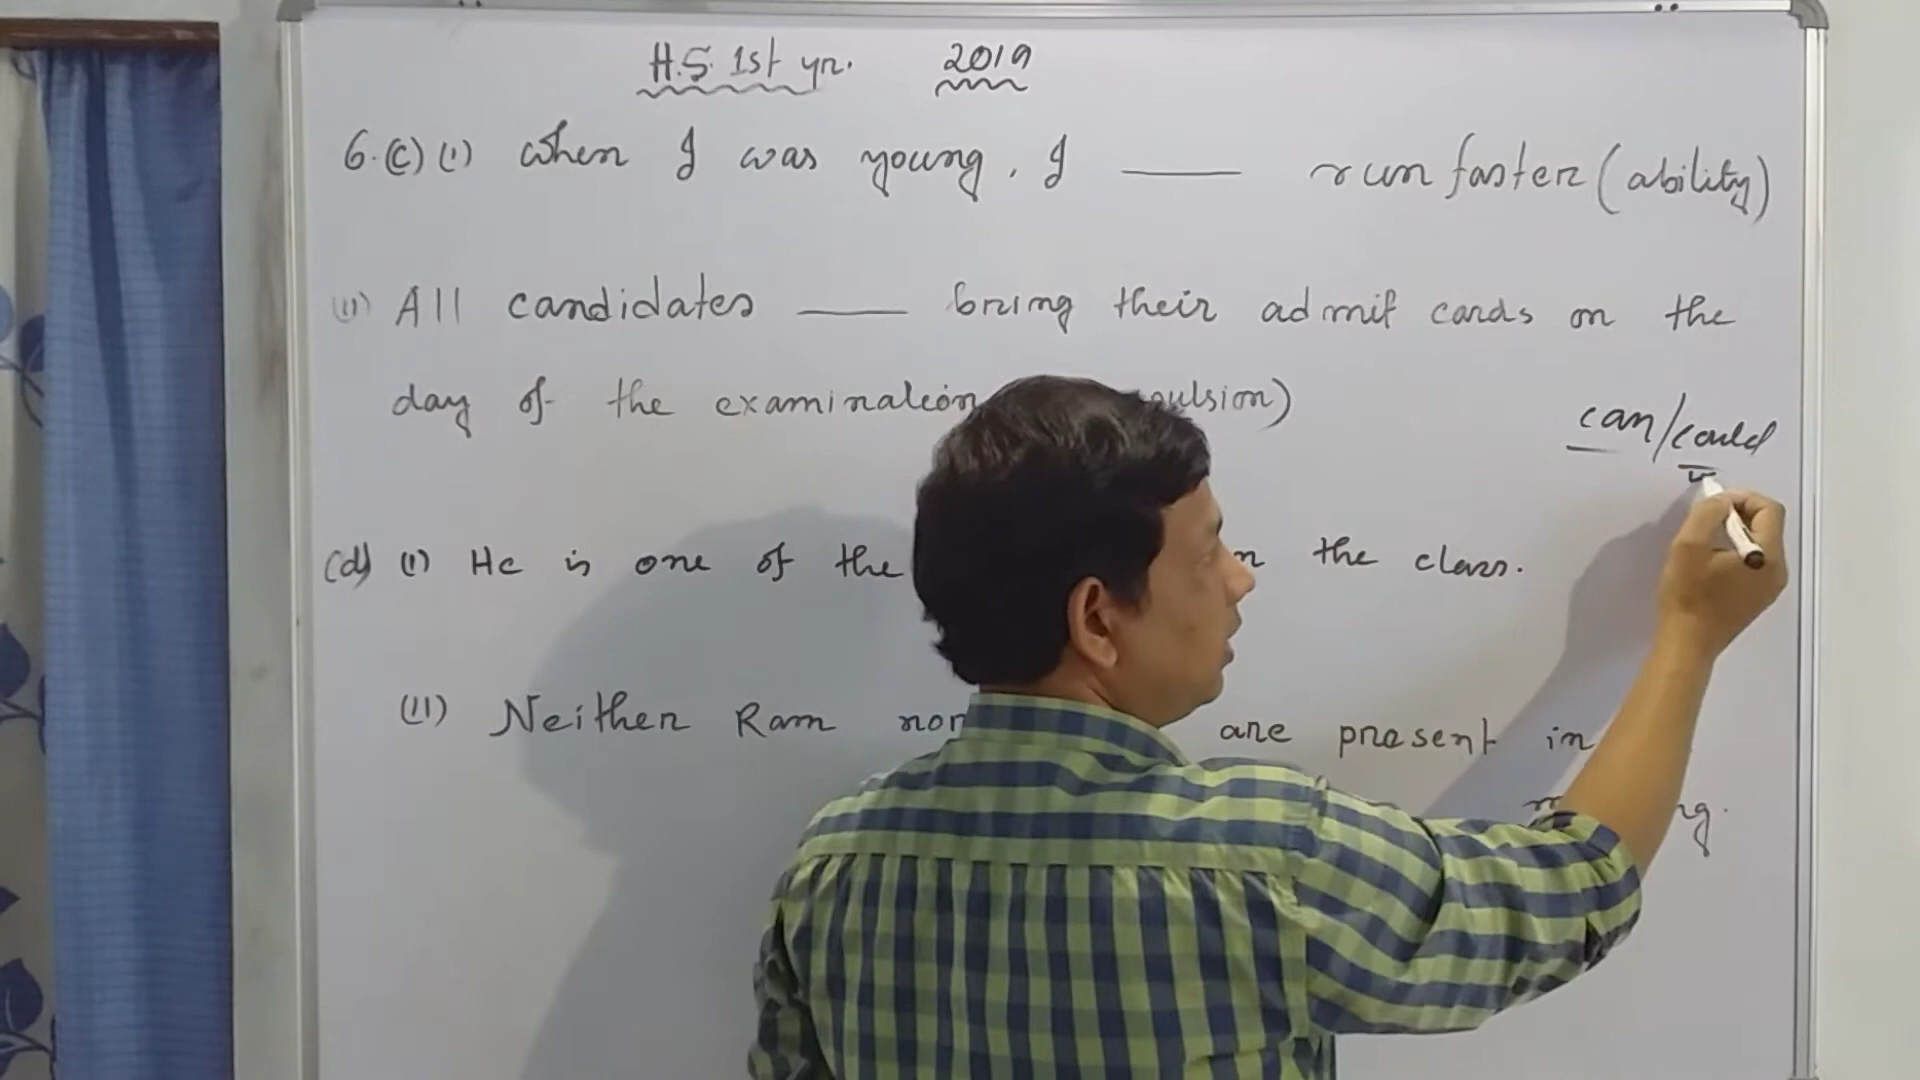 H.S. 1st yr. 2019
6.(c) (i) When I was young, I ___ run faster (ability)
(ii) All candidates ___ bring their admit cards on the
day of the examination
can/could
(d) (i) He is one of the the class.
(ii) Neither Ram nor are present in